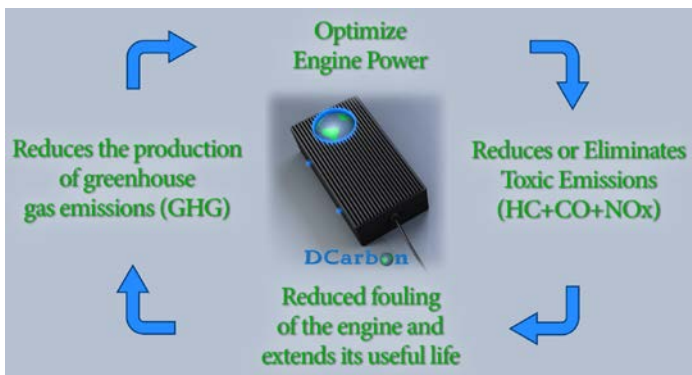 Optimize
Engine Power
Reduces the production
of greenhouse
gas emissions (GHG)
Reduces or Eliminates
Toxic Emissions
(HC+CO+NOx)
DCarbon
Reduced fouling
of the engine and
extends its useful life